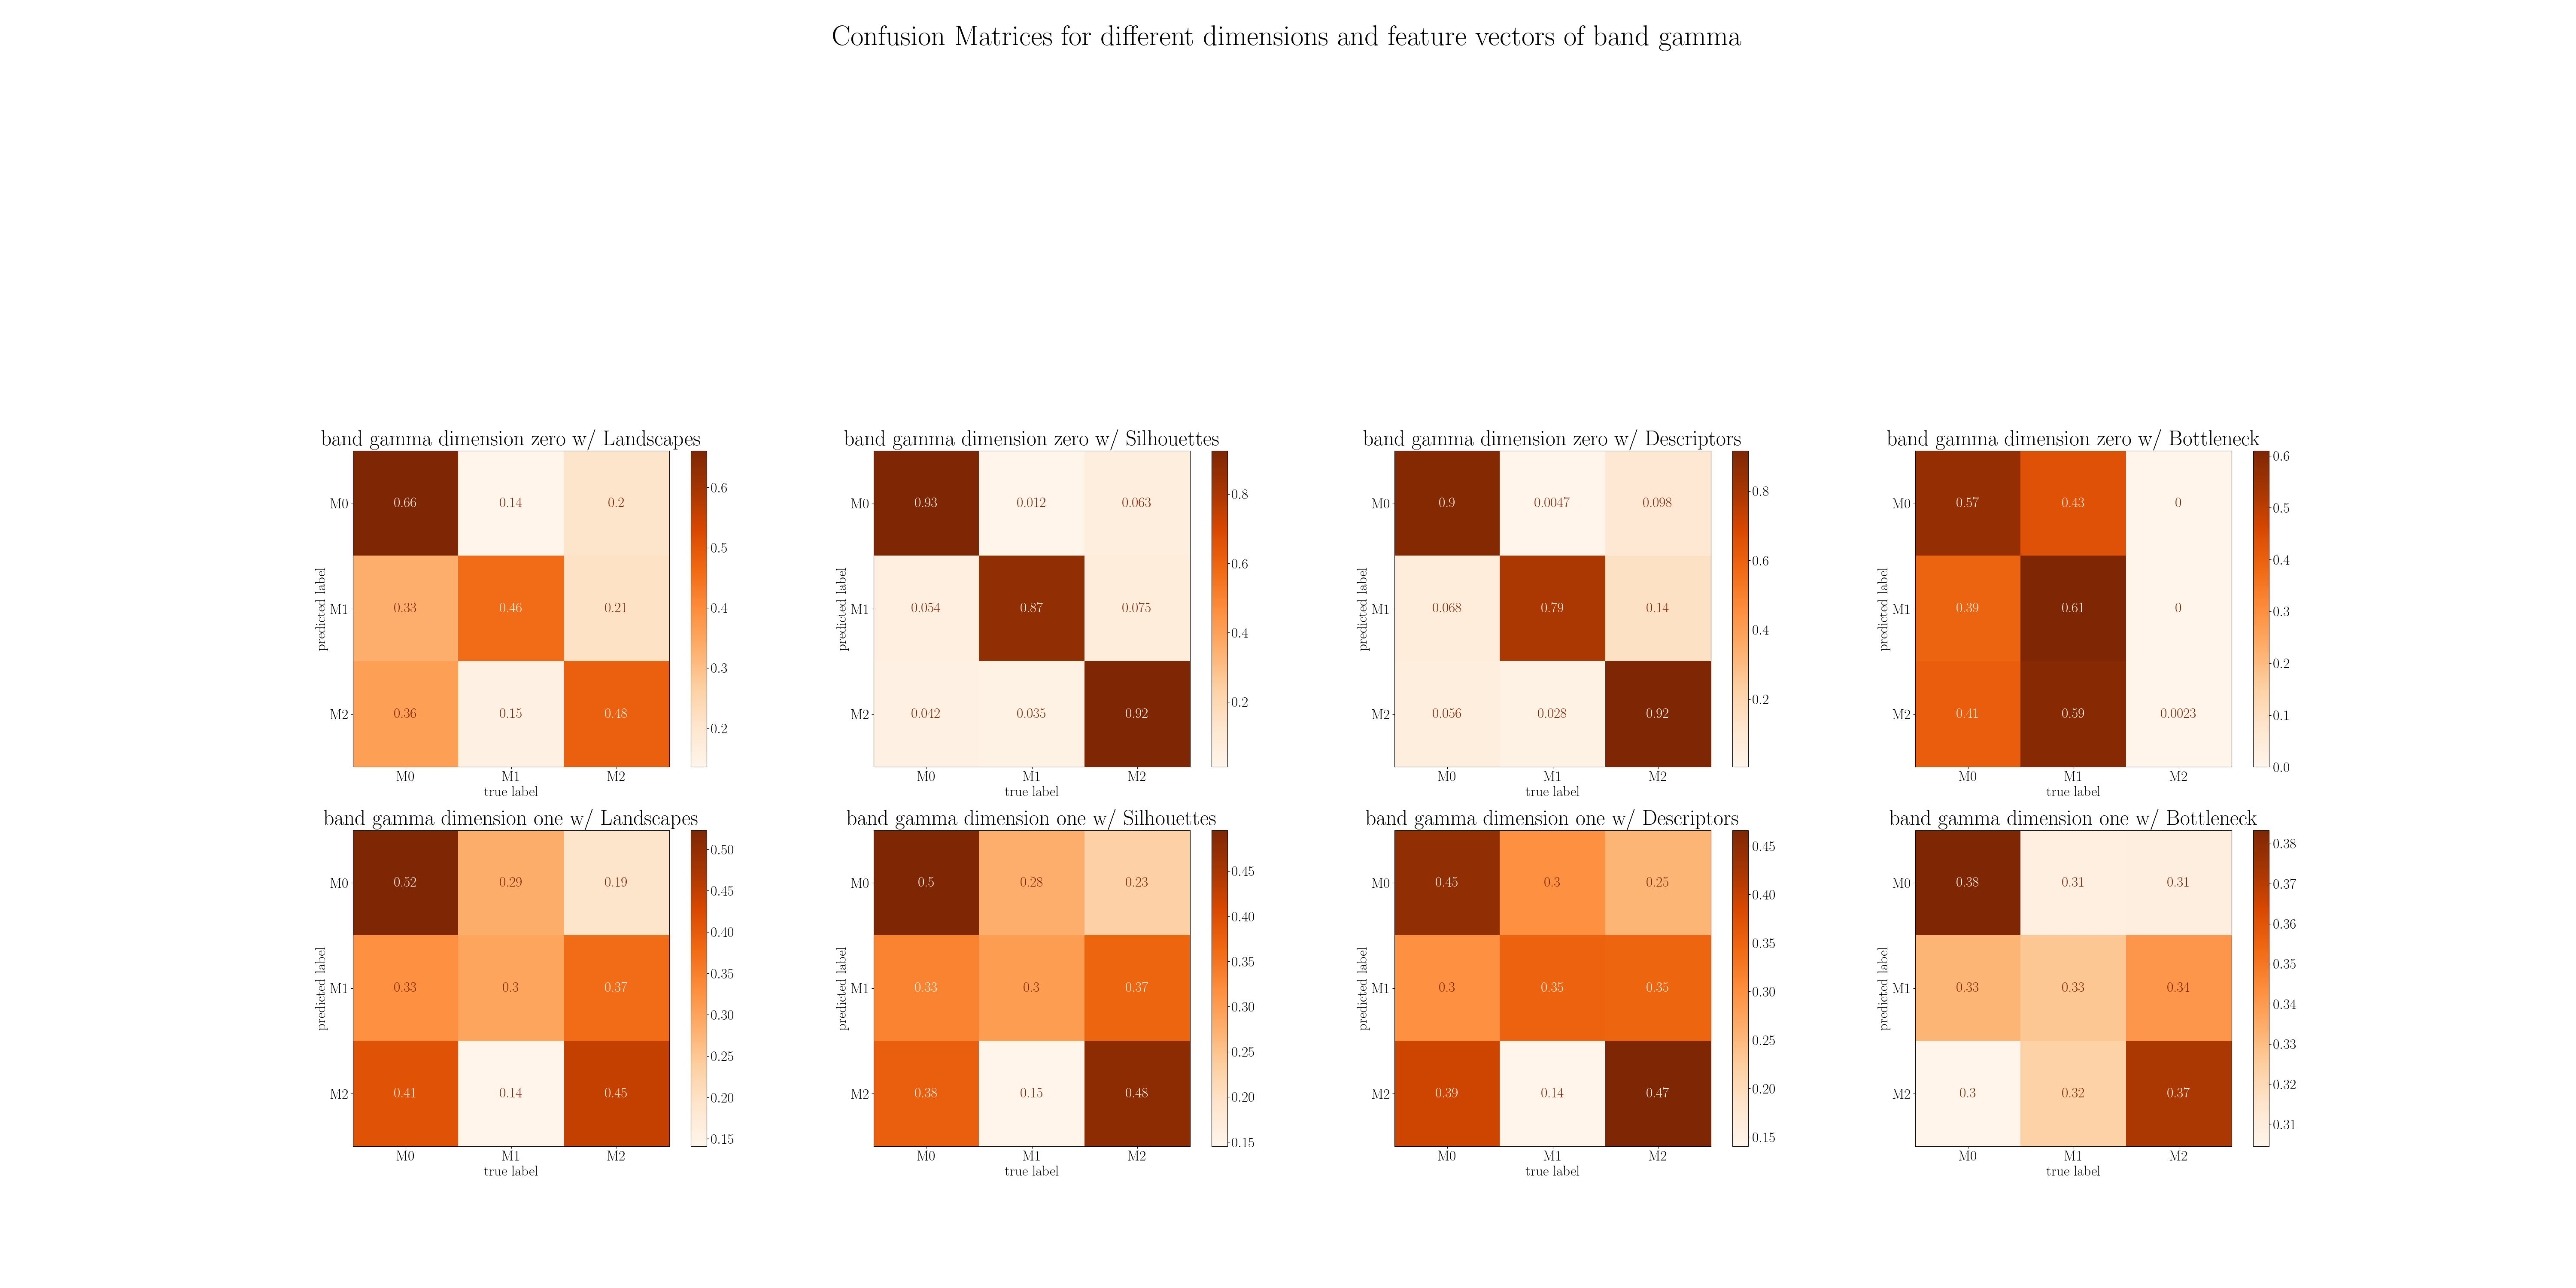 Confusion Matrices for different dimensions and feature vectors of band gamma
band gamma dimension zero w/ Landscapes
M0 0.66 0.14 0.2
M1 0.33 0.46 0.21
M2 0.36 0.15 0.48
M0 M1 M2
true label
predicted label
0.6
0.5
0.4
0.3
0.2
band gamma dimension zero w/ Silhouettes
M0 0.93 0.012 0.063
M1 0.054 0.87 0.075
M2 0.042 0.035 0.92
M0 M1 M2
true label
predicted label
0.8
0.6
0.4
0.2
band gamma dimension zero w/ Descriptors
M0 0.9 0.0047 0.098
M1 0.068 0.79 0.14
M2 0.056 0.028 0.92
M0 M1 M2
true label
predicted label
0.8
0.6
0.4
0.2
band gamma dimension zero w/ Bottleneck
M0 0.57 0.43 0
M1 0.39 0.61 0
M2 0.41 0.59 0.0023
M0 M1 M2
true label
predicted label
0.6
0.5
0.4
0.3
0.2
0.1
0.0
band gamma dimension one w/ Landscapes
M0 0.52 0.29 0.19
M1 0.33 0.3 0.37
M2 0.41 0.14 0.45
M0 M1 M2
true label
predicted label
0.50
0.45
0.40
0.35
0.30
0.25
0.20
0.15
band gamma dimension one w/ Silhouettes
M0 0.5 0.28 0.23
M1 0.33 0.3 0.37
M2 0.38 0.15 0.48
M0 M1 M2
true label
predicted label
0.45
0.40
0.35
0.30
0.25
0.20
0.15
band gamma dimension one w/ Descriptors
M0 0.45 0.3 0.25
M1 0.3 0.35 0.35
M2 0.39 0.14 0.47
M0 M1 M2
true label
predicted label
0.45
0.40
0.35
0.30
0.25
0.20
0.15
band gamma dimension one w/ Bottleneck
M0 0.38 0.31 0.31
M1 0.33 0.33 0.34
M2 0.3 0.32 0.37
M0 M1 M2
true label
predicted label
0.38
0.37
0.36
0.35
0.34
0.33
0.32
0.31